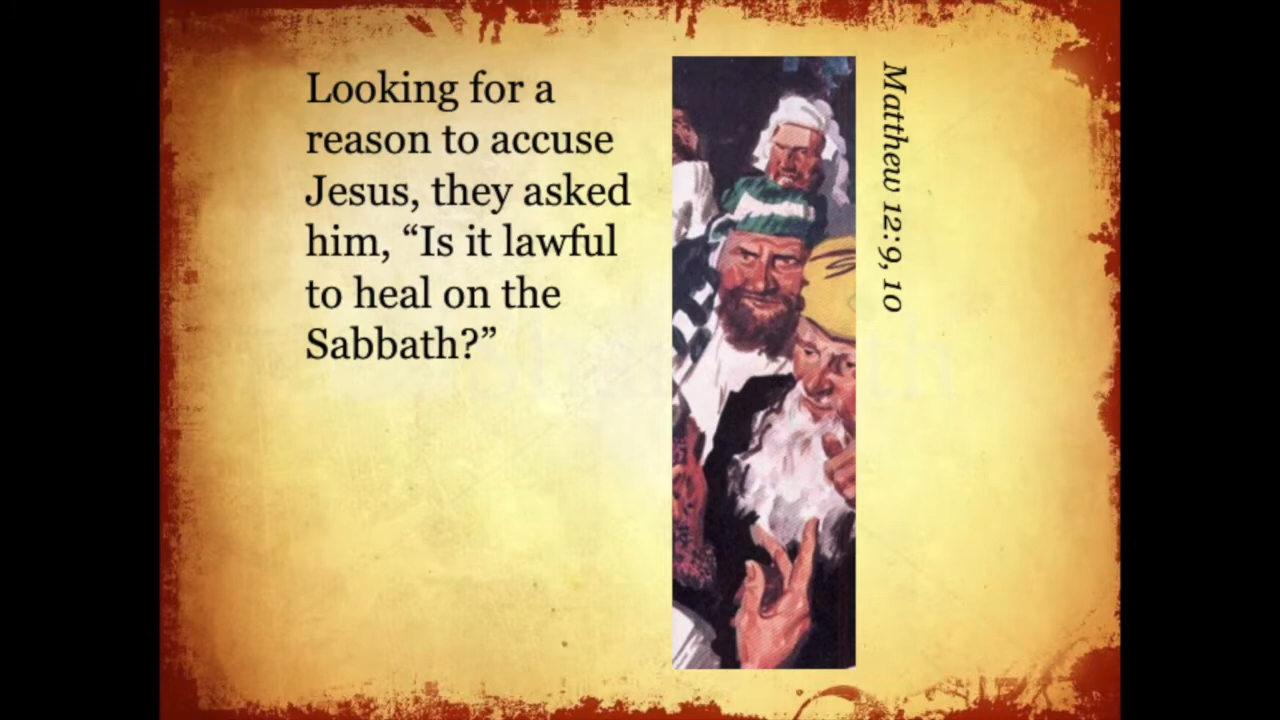 Looking for a
reason to accuse
Jesus, they asked
him, “Is it lawful
to heal on the
Sabbath?”
Matthew 12:9, 10